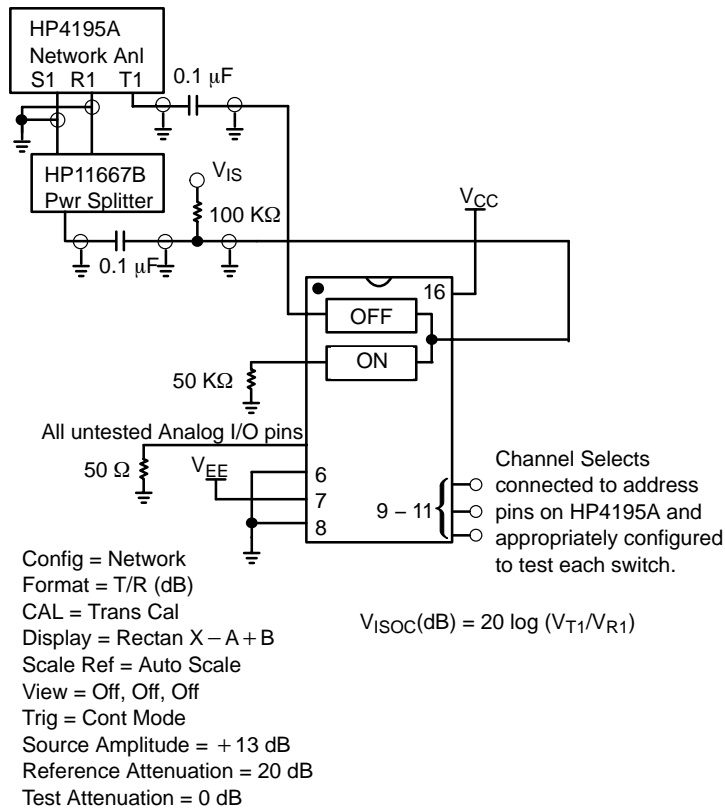 HP4195A
Network Anl
S1 R1 T1
0.1 μF
HP11667B
Pwr Splitter
VIS
100 KΩ
VCC
0.1 μF
16
OFF
ON
50 KΩ
All untested Analog I/O pins
50 Ω
VEE
6
7
8
9 – 11
Channel Selects
connected to address
pins on HP4195A and
appropriately configured
to test each switch.
Config = Network
Format = T/R (dB)
CAL = Trans Cal
Display = Rectan X – A + B
Scale Ref = Auto Scale
View = Off, Off, Off
Trig = Cont Mode
Source Amplitude = + 13 dB
Reference Attenuation = 20 dB
Test Attenuation = 0 dB
VISOC(dB) = 20 log (VT1/VR1)